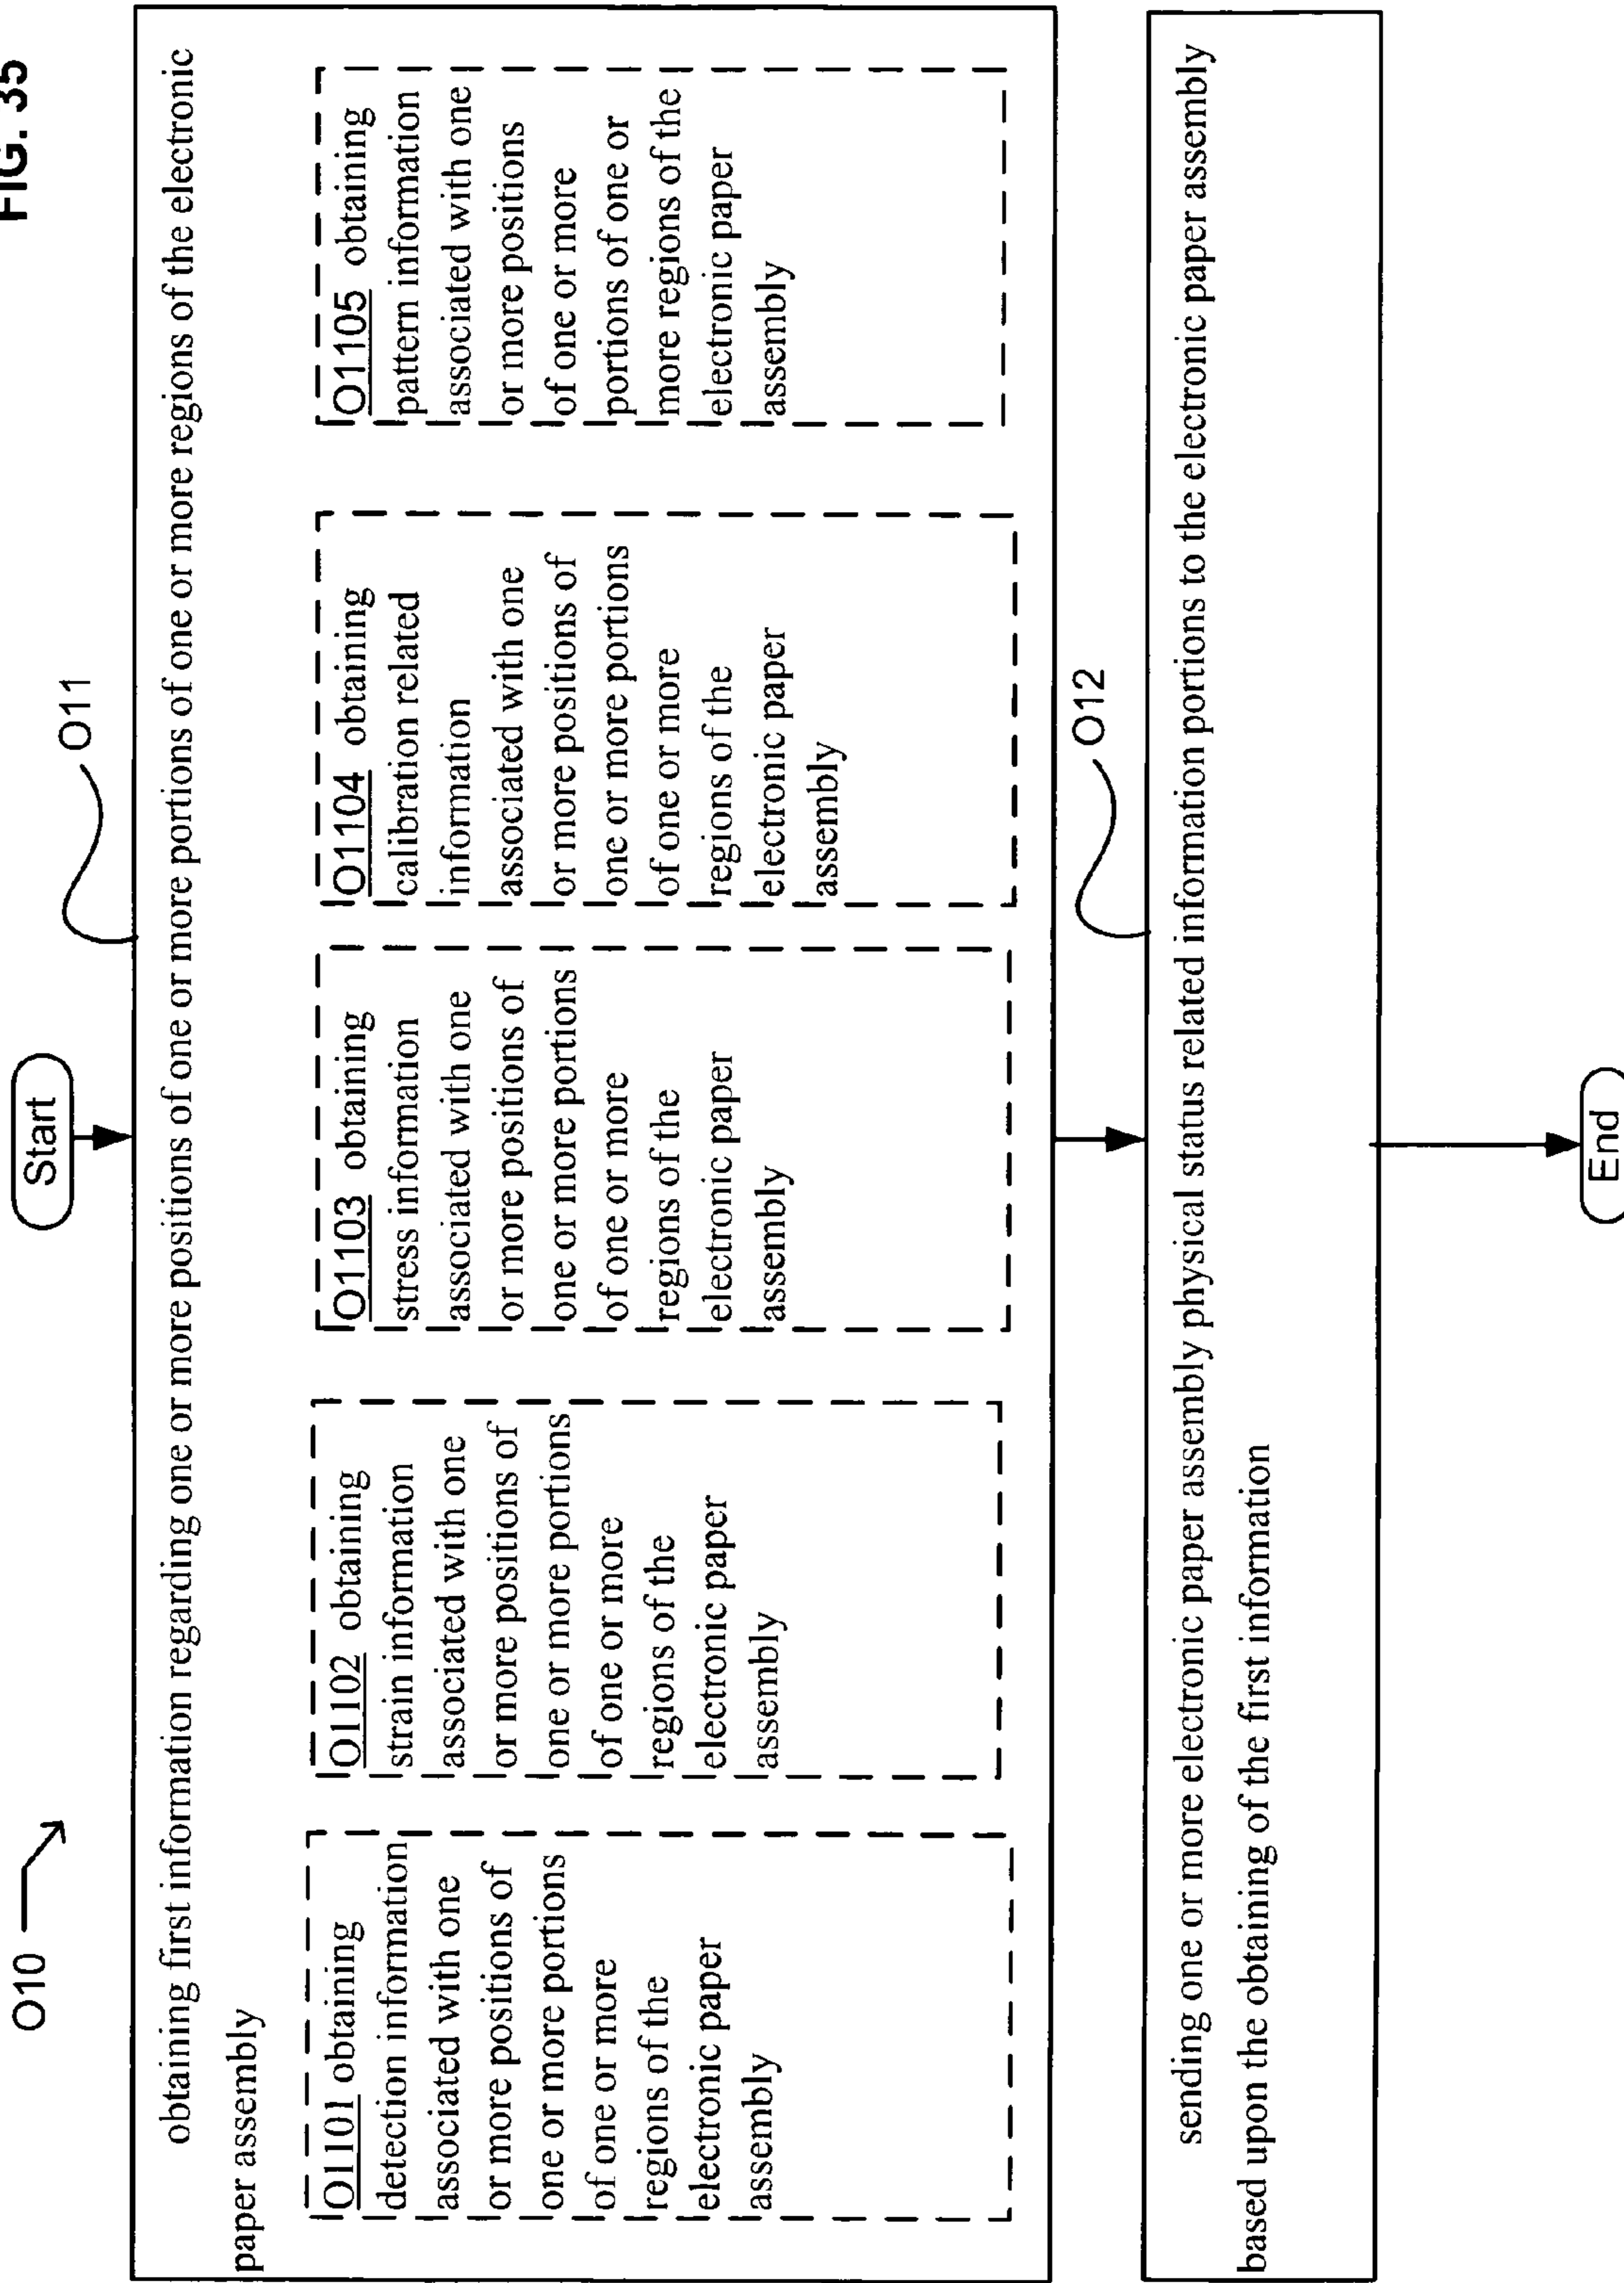 FIG. 35
O10
Start
O11
obtaining first information regarding one or more positions of one or more portions of one or more regions of the electronic
paper assembly
O1101 obtaining
detection information
associated with one
or more positions of
one or more portions
of one or more
regions of the
electronic paper
assembly
O1102 obtaining
strain information
associated with one
or more positions of
one or more portions
of one or more
regions of the
electronic paper
assembly
O1103 obtaining
stress information
associated with one
or more positions of
one or more portions
of one or more
regions of the
electronic paper
assembly
O1104 obtaining
calibration related
information
associated with one
or more positions of
one or more portions
of one or more
regions of the
electronic paper
assembly
O1105 obtaining
pattern information
associated with one
or more positions
of one or more
portions of one or
more regions of the
electronic paper
assembly
O12
sending one or more electronic paper assembly physical status related information portions to the electronic paper assembly
based upon the obtaining of the first information
End